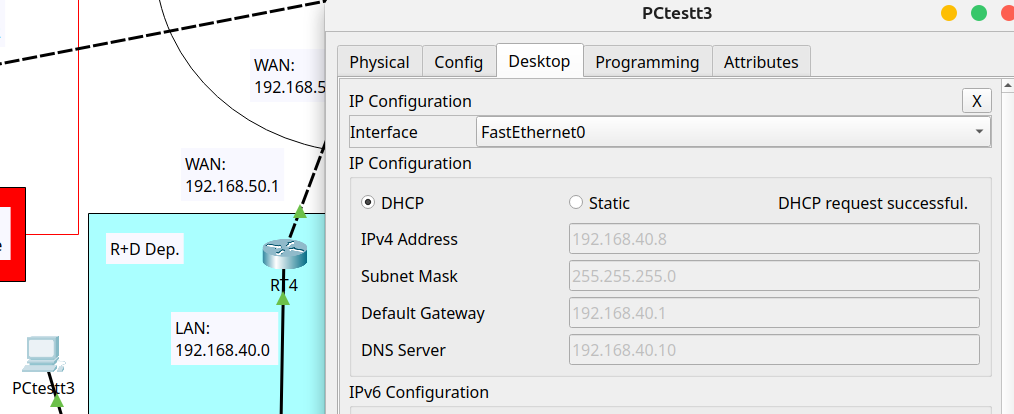 PCtestt3
Physical
Config
Desktop
Programming
Attributes
IP Configuration
X
Interface
FastEthernet0
IP Configuration
DHCP
Static
DHCP request successful.
IPv4 Address
192.168.40.8
Subnet Mask
255.255.255.0
Default Gateway
192.168.40.1
DNS Server
192.168.40.10
IPv6 Configuration
WAN:
192.168.5
WAN:
192.168.50.1
R+D Dep.
RT4
LAN:
192.168.40.0
PCtestt3